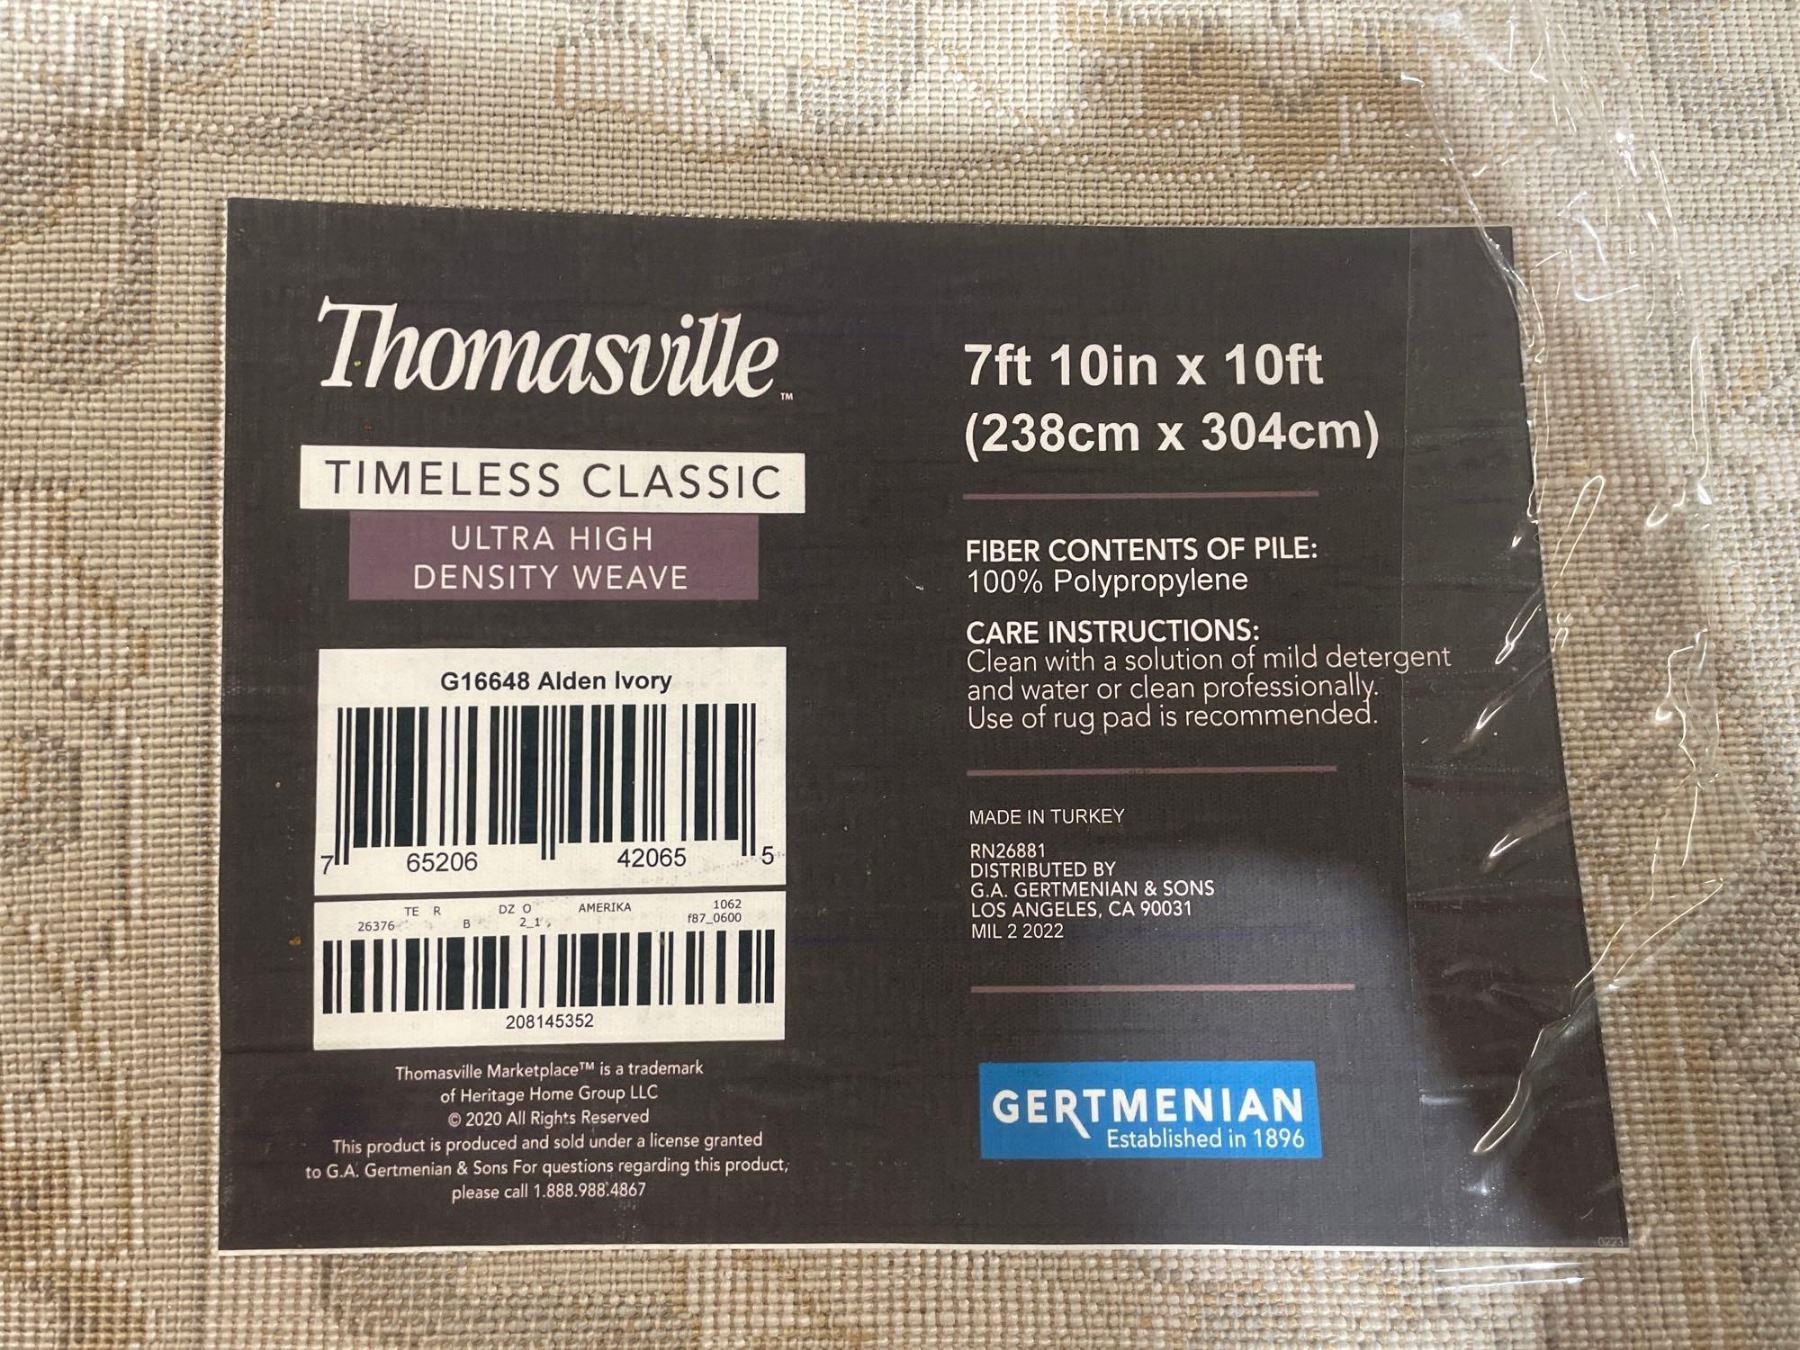 Thomasville™
TIMELESS CLASSIC
ULTRA HIGH
DENSITY WEAVE
G16648 Alden Ivory
7 65206 42065 5
TE R DZ O AMERIKA 1062
26376 B 2_1 f87_0600
208145352
Thomasville Marketplace™ is a trademark
of Heritage Home Group LLC
© 2020 All Rights Reserved
This product is produced and sold under a license granted
to G.A. Gertmenian & Sons For questions regarding this product,
please call 1.888.988.4867
7ft 10in x 10ft
(238cm x 304cm)
FIBER CONTENTS OF PILE:
100% Polypropylene
CARE INSTRUCTIONS:
Clean with a solution of mild detergent
and water or clean professionally.
Use of rug pad is recommended.
MADE IN TURKEY
RN26881
DISTRIBUTED BY
G.A. GERTMENIAN & SONS
LOS ANGELES, CA 90031
MIL 2 2022
GERTMENIAN
Established in 1896
0223